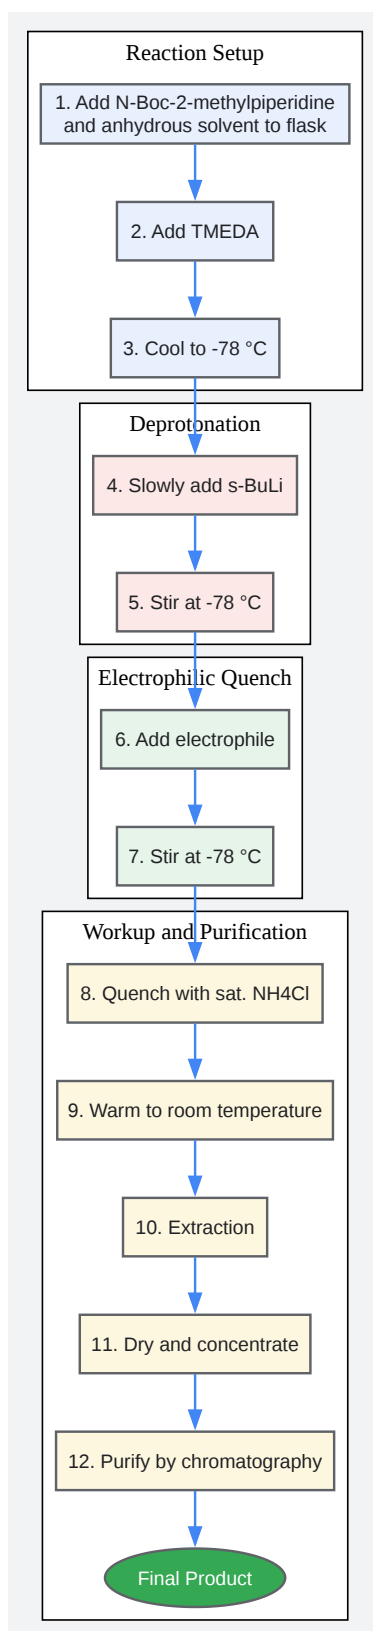 Reaction Setup
1. Add N-Boc-2-methylpiperidine
and anhydrous solvent to flask
2. Add TMEDA
3. Cool to -78 °C
Deprotonation
4. Slowly add s-BuLi
5. Stir at -78 °C
Electrophilic Quench
6. Add electrophile
7. Stir at -78 °C
Workup and Purification
8. Quench with sat. NH4Cl
9. Warm to room temperature
10. Extraction
11. Dry and concentrate
12. Purify by chromatography
Final Product